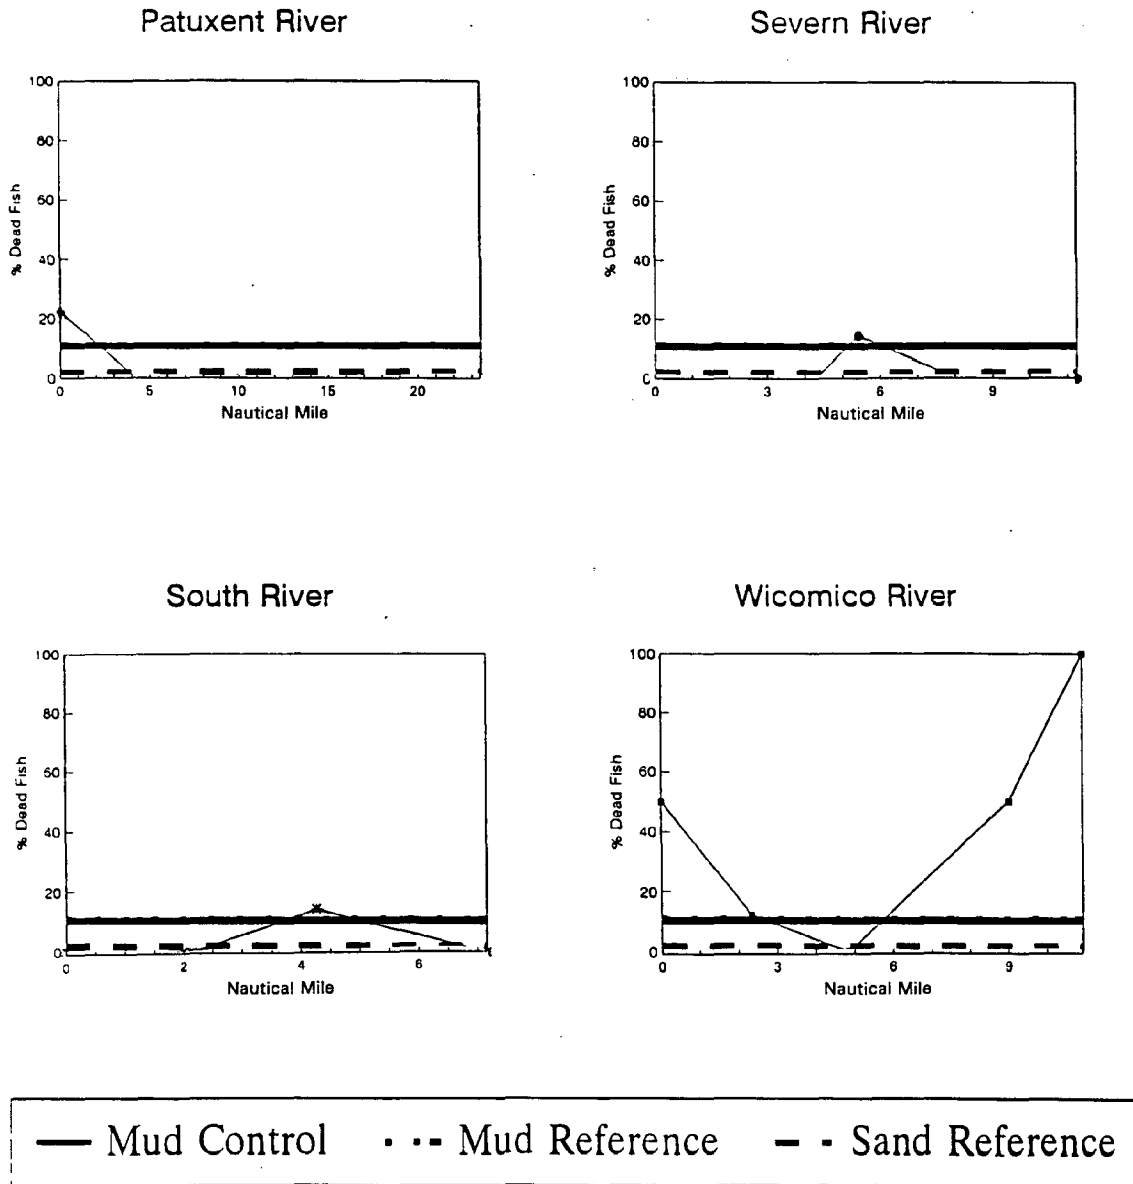 Patuxent River
Severn River
100
80
60
40
20
0
% Dead Fish
0 5 10 15 20
Nautical Mile
100
80
60
40
20
0
% Dead Fish
0 3 6 9
Nautical Mile
South River
Wicomico River
100
80
60
40
20
0
% Dead Fish
0 2 4 6
Nautical Mile
100
80
60
40
20
0
% Dead Fish
0 3 6 9
Nautical Mile
Mud Control Mud Reference Sand Reference